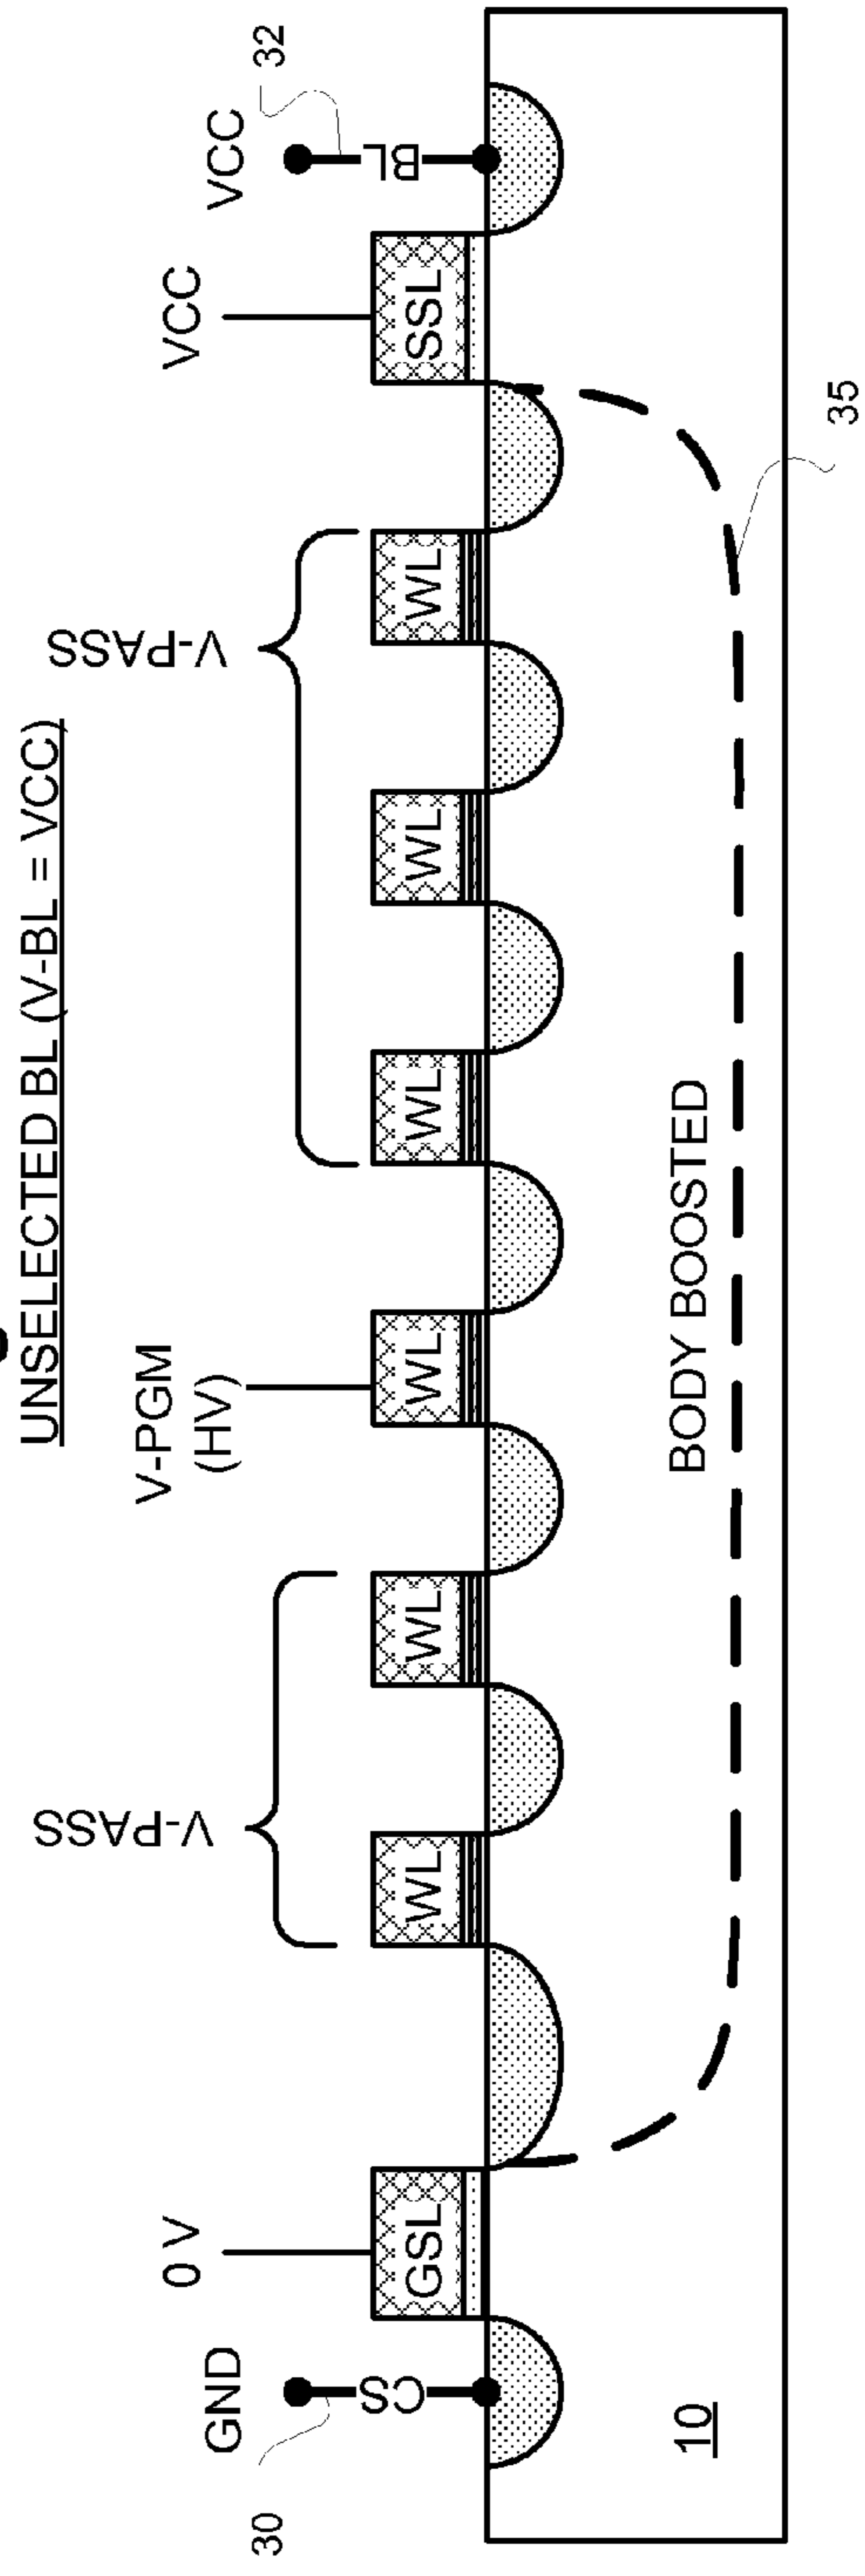 UNSELECTED BL (V-BL = VCC)
V-PASS
V-PGM
(HV)
V-PASS
GND
0 V
VCC
VCC
30
32
CS
GSL
WL
WL
WL
WL
WL
WL
SSL
BL
BODY BOOSTED
10
35